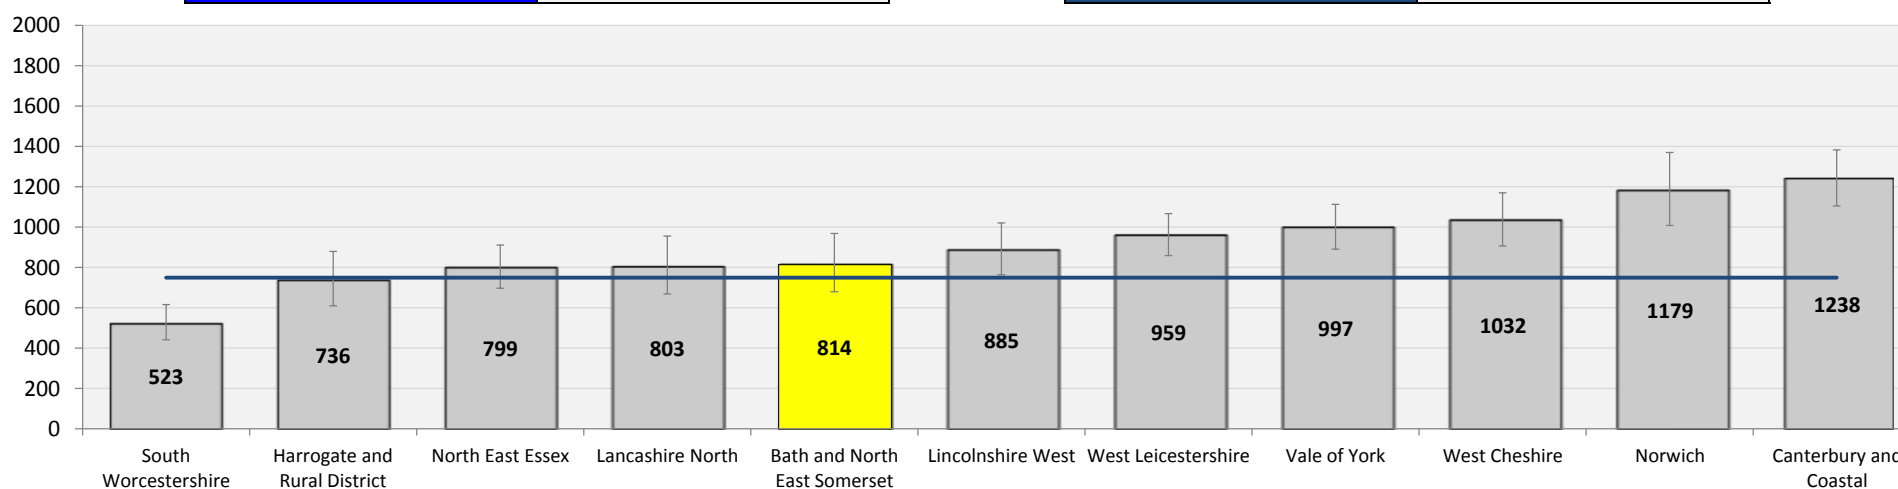 2000
1800
1600
1400
1200
1000
800
600
400
200
0
523
736
799
803
814
885
959
997
1032
1179
1238
South
Worcestershire
Harrogate and
Rural District
North East Essex
Lancashire North
Bath and North
East Somerset
Lincolnshire West
West Leicestershire
Vale of York
West Cheshire
Norwich
Canterbury and
Coastal